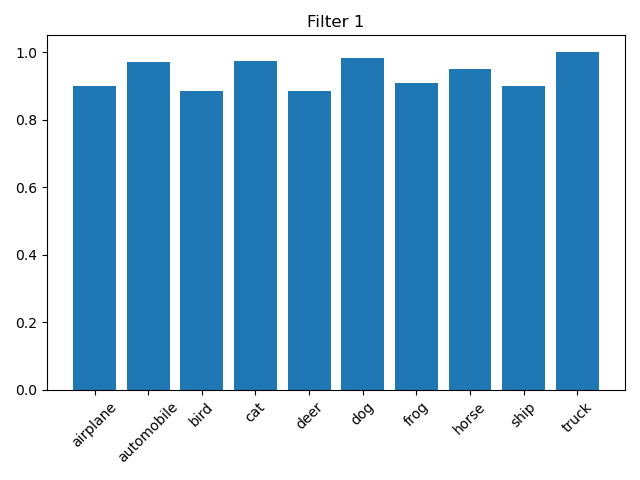 Filter 1
1.0
0.8
0.6
0.4
0.2
0.0
airplane
automobile
bird
cat
deer
dog
frog
horse
ship
truck